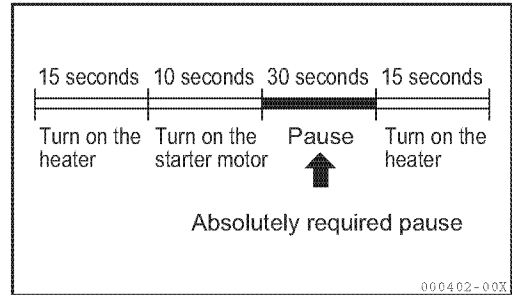 15 seconds 10 seconds 30 seconds 15 seconds
Turn on the heater
Turn on the starter motor
Pause
Turn on the heater
Absolutely required pause
000402-00X